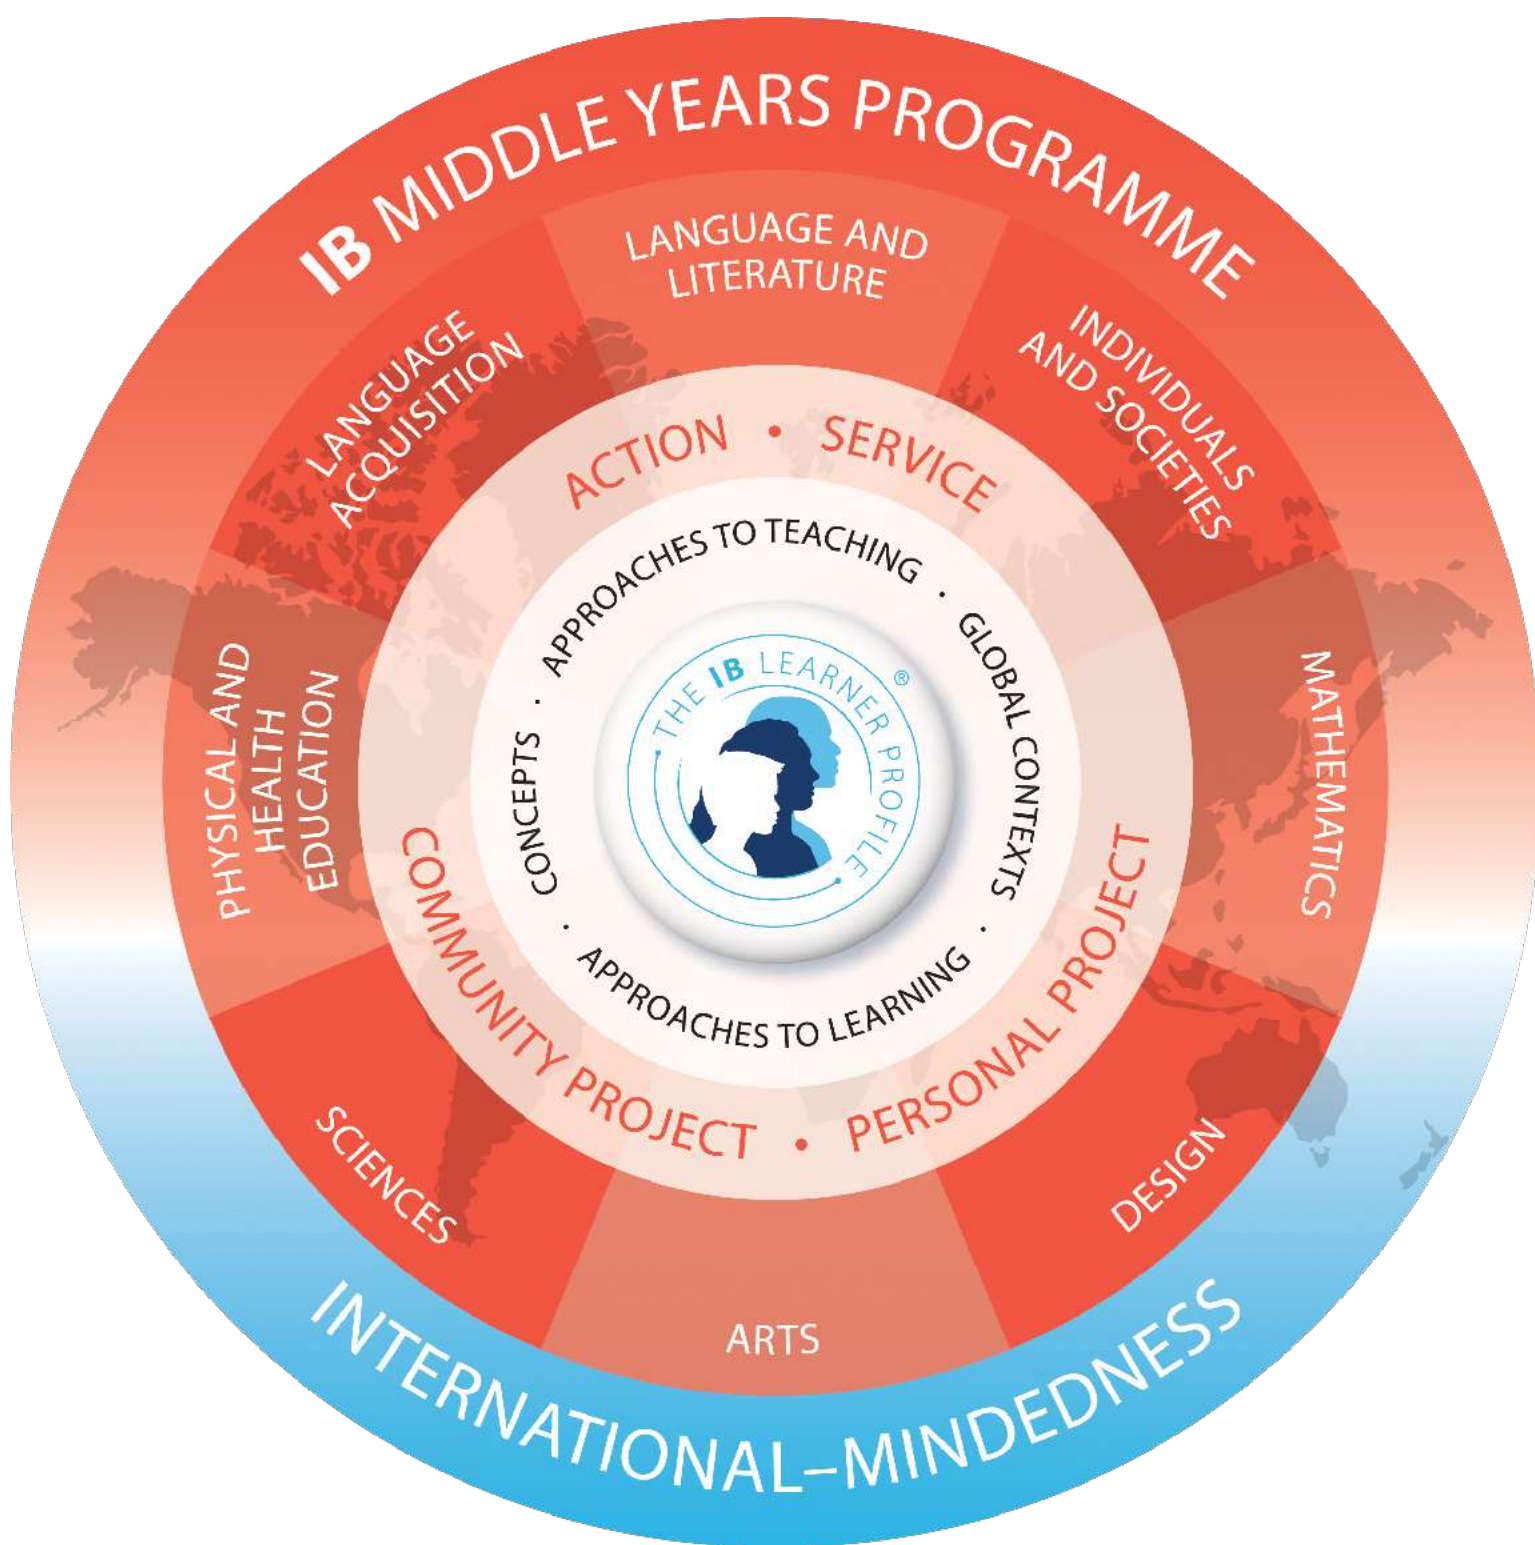 IB MIDDLE YEARS PROGRAMME
LANGUAGE AND
LITERATURE
INDIVIDUALS
AND SOCIETIES
MATHEMATICS
DESIGN
ARTS
SCIENCES
PHYSICAL AND
HEALTH
EDUCATION
LANGUAGE
ACQUISITION
ACTION • SERVICE
PERSONAL PROJECT
•
COMMUNITY PROJECT
APPROACHES TO TEACHING ·
GLOBAL CONTEXTS ·
APPROACHES TO LEARNING ·
CONCEPTS ·
THE IB LEARNER PROFILE ®
INTERNATIONAL–MINDEDNESS